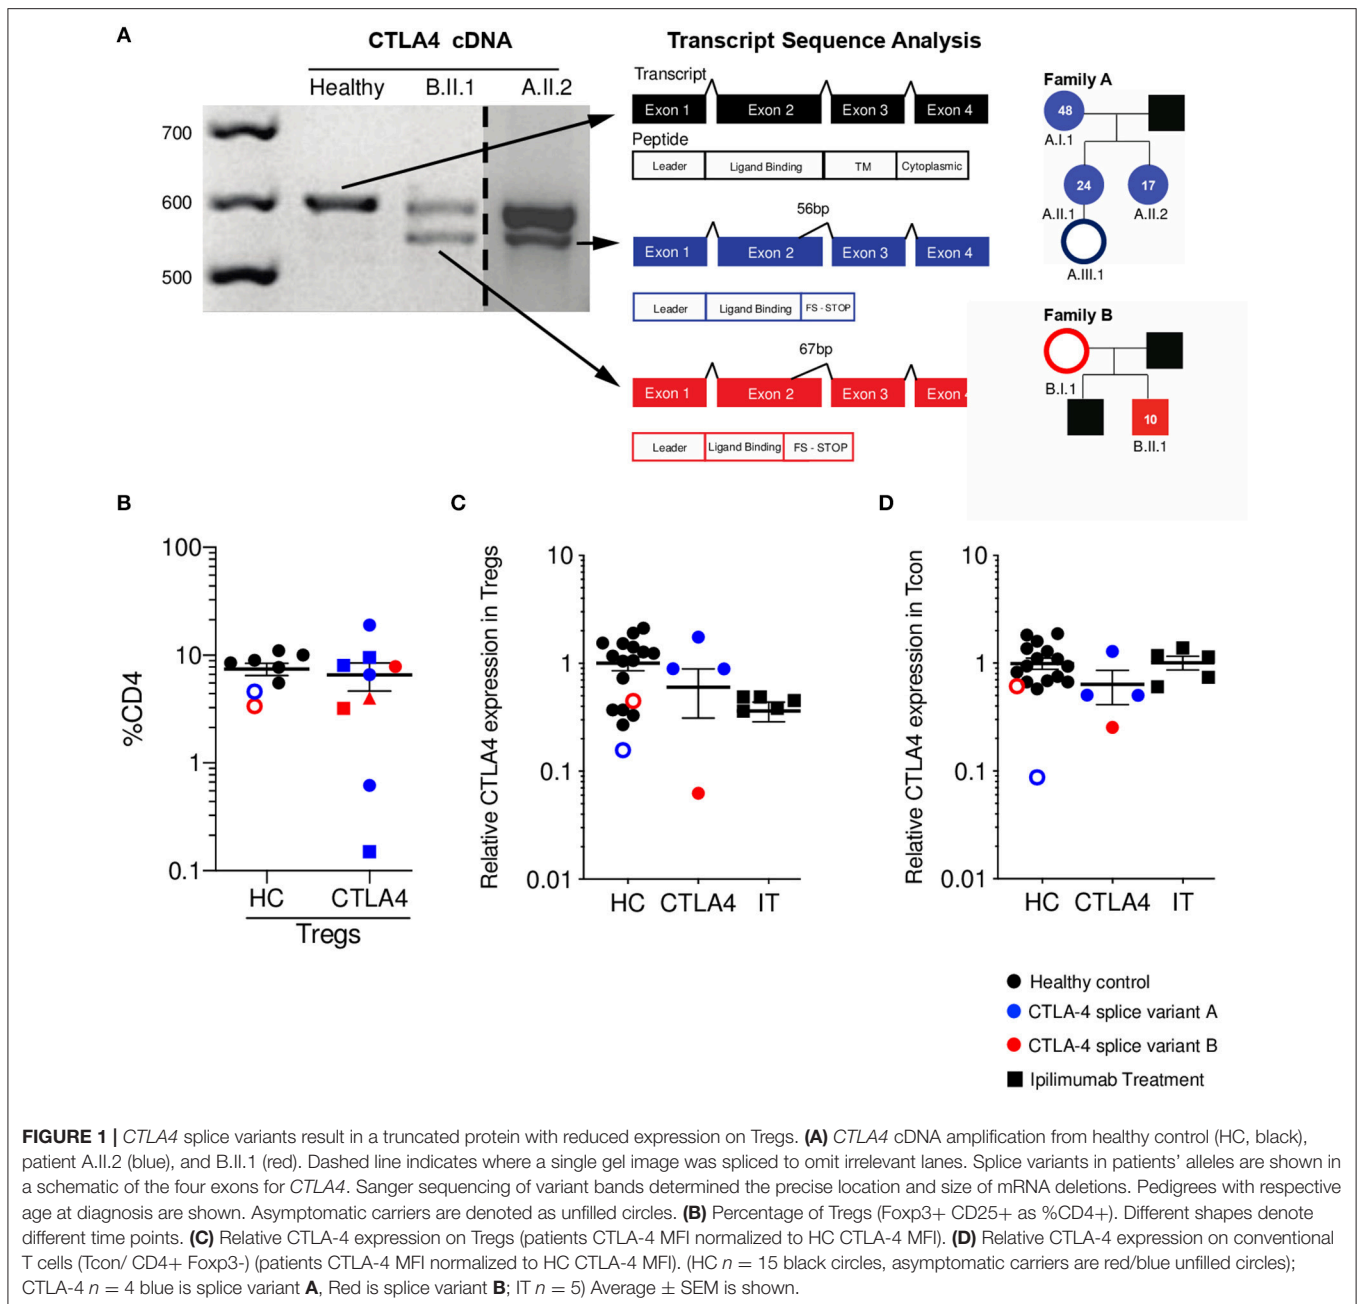 A
CTLA4 cDNA
Healthy B.II.1 A.II.2
700
600
500
Transcript Sequence Analysis
Transcript
Exon 1 Exon 2 Exon 3 Exon 4
Peptide
Leader Ligand Binding TM Cytoplasmic
56bp
Exon 1 Exon 2 Exon 3 Exon 4
Leader Ligand Binding FS - STOP
67bp
Exon 1 Exon 2 Exon 3 Exon
Leader Ligand Binding FS - STOP
Family A
48
A.I.1
24 17
A.II.1 A.II.2
A.III.1
Family B
B.I.1
10
B.II.1
B
%CD4
100
10
1
0.1
HC CTLA4
Tregs
C
Relative CTLA4 expression in Tregs
10
1
0.1
0.01
HC CTLA4 IT
D
Relative CTLA4 expression in Tcon
10
1
0.1
0.01
HC CTLA4 IT
Healthy control
CTLA-4 splice variant A
CTLA-4 splice variant B
Ipilimumab Treatment
FIGURE 1 | CTLA4 splice variants result in a truncated protein with reduced expression on Tregs. (A) CTLA4 cDNA amplification from healthy control (HC, black),
patient A.II.2 (blue), and B.II.1 (red). Dashed line indicates where a single gel image was spliced to omit irrelevant lanes. Splice variants in patients' alleles are shown in
a schematic of the four exons for CTLA4. Sanger sequencing of variant bands determined the precise location and size of mRNA deletions. Pedigrees with respective
age at diagnosis are shown. Asymptomatic carriers are denoted as unfilled circles. (B) Percentage of Tregs (Foxp3+ CD25+ as %CD4+). Different shapes denote
different time points. (C) Relative CTLA-4 expression on Tregs (patients CTLA-4 MFI normalized to HC CTLA-4 MFI). (D) Relative CTLA-4 expression on conventional
T cells (Tcon/ CD4+ Foxp3-) (patients CTLA-4 MFI normalized to HC CTLA-4 MFI). (HC n = 15 black circles, asymptomatic carriers are red/blue unfilled circles);
CTLA-4 n = 4 blue is splice variant A, Red is splice variant B; IT n = 5) Average ± SEM is shown.